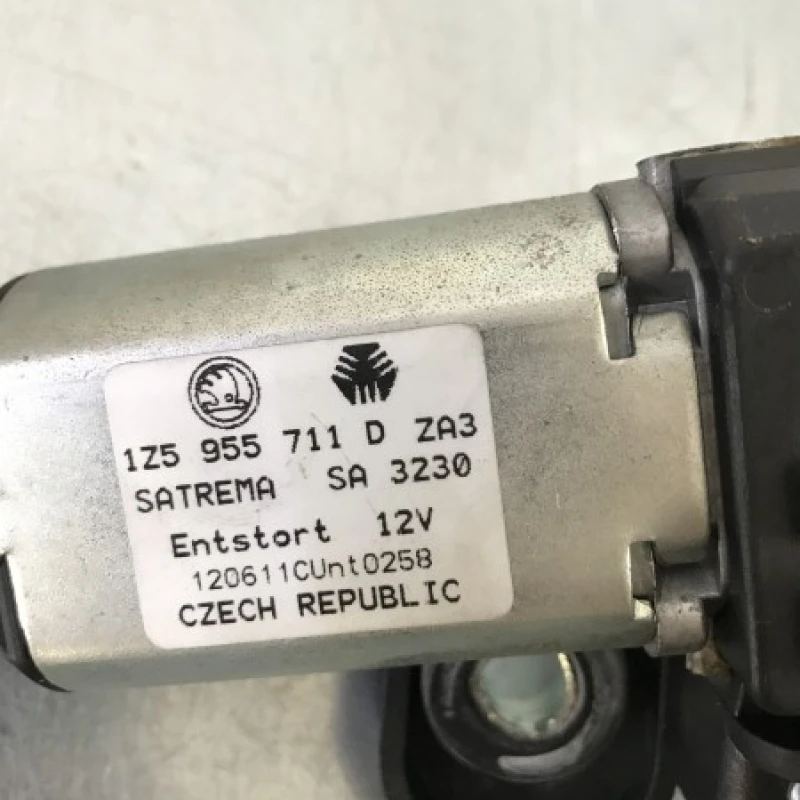 1Z5 955 711 D ZA3
SATREMA SA 3230
Entstort 12V
120611CUnt0258
CZECH REPUBLIC